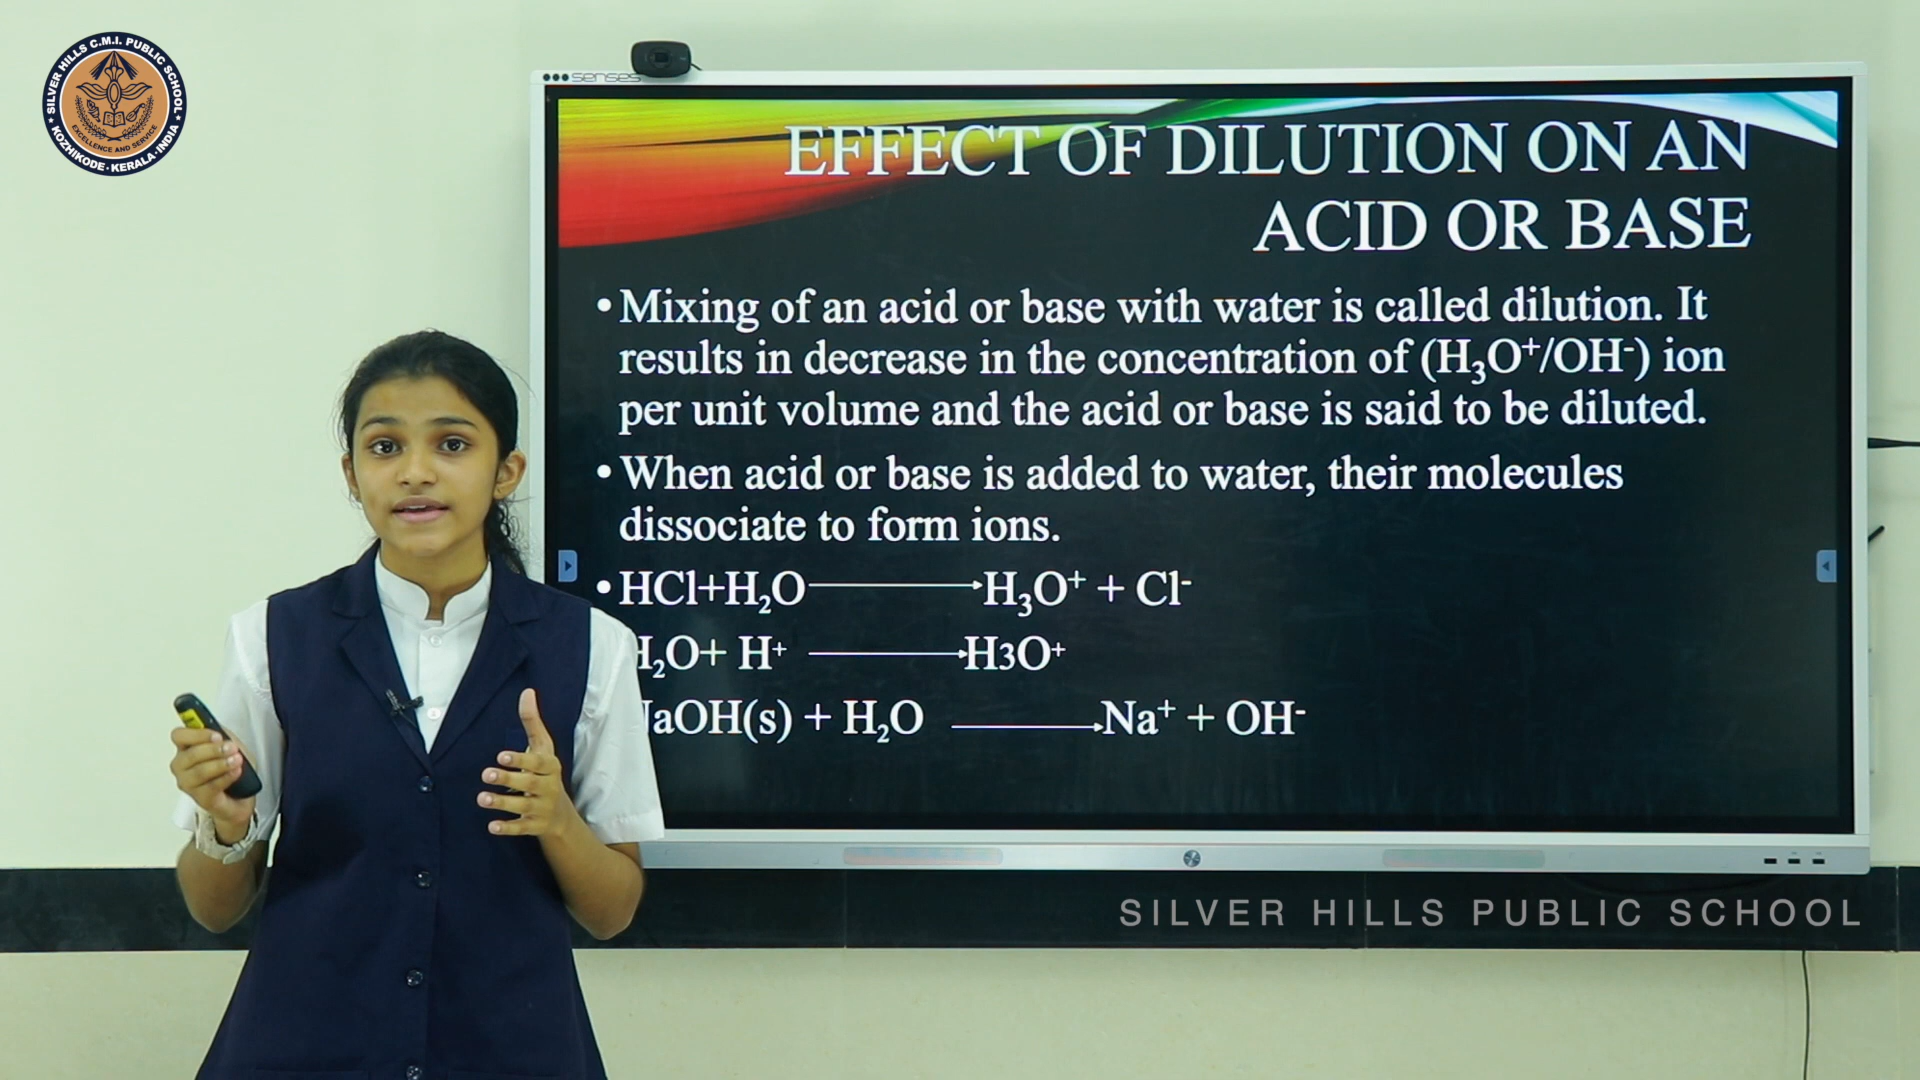 SILVER HILLS C.M.I. PUBLIC SCHOOL
EXCELLENCE AND SERVICE
KOZHIKODE · KERALA · INDIA
senses
EFFECT OF DILUTION ON AN
ACID OR BASE
• Mixing of an acid or base with water is called dilution. It
results in decrease in the concentration of (H₃O⁺/OH⁻) ion
per unit volume and the acid or base is said to be diluted.
• When acid or base is added to water, their molecules
dissociate to form ions.
• HCl+H₂O ⟶ H₃O⁺ + Cl⁻
H₂O+ H⁺ ⟶ H3O⁺
NaOH(s) + H₂O ⟶ Na⁺ + OH⁻
SILVER HILLS PUBLIC SCHOOL